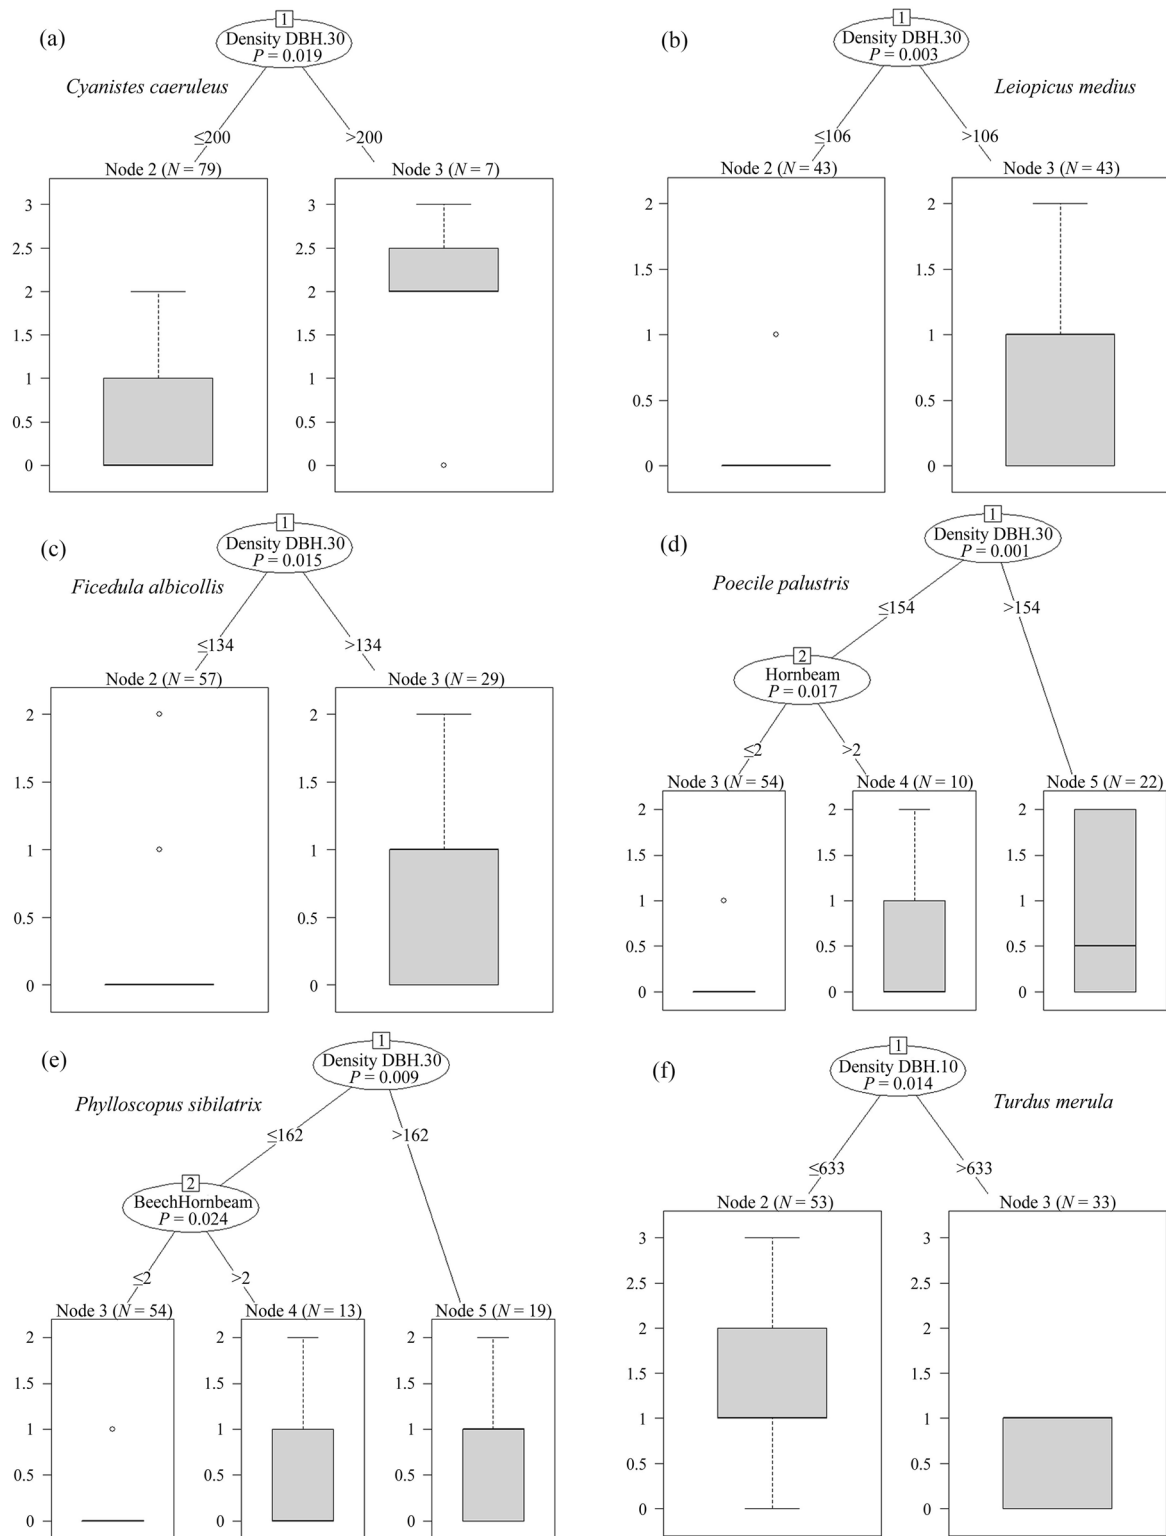 (a)
1
Density DBH.30
P = 0.019
Cyanistes caeruleus
≤200
>200
Node 2 (N = 79)
Node 3 (N = 7)
3
2.5
2
1.5
1
0.5
0
3
2.5
2
1.5
1
0.5
0
(b)
1
Density DBH.30
P = 0.003
Leiopicus medius
≤106
>106
Node 2 (N = 43)
Node 3 (N = 43)
2
1.5
1
0.5
0
2
1.5
1
0.5
0
(c)
1
Density DBH.30
P = 0.015
Ficedula albicollis
≤134
>134
Node 2 (N = 57)
Node 3 (N = 29)
2
1.5
1
0.5
0
2
1.5
1
0.5
0
(d)
1
Density DBH.30
P = 0.001
Poecile palustris
≤154
>154
2
Hornbeam
P = 0.017
≤2
>2
Node 3 (N = 54)
Node 4 (N = 10)
Node 5 (N = 22)
2
1.5
1
0.5
0
2
1.5
1
0.5
0
2
1.5
1
0.5
0
(e)
1
Density DBH.30
P = 0.009
Phylloscopus sibilatrix
≤162
>162
2
BeechHornbeam
P = 0.024
≤2
>2
Node 3 (N = 54)
Node 4 (N = 13)
Node 5 (N = 19)
2
1.5
1
0.5
0
2
1.5
1
0.5
0
2
1.5
1
0.5
0
(f)
1
Density DBH.10
P = 0.014
Turdus merula
≤633
>633
Node 2 (N = 53)
Node 3 (N = 33)
3
2.5
2
1.5
1
0.5
0
3
2.5
2
1.5
1
0.5
0